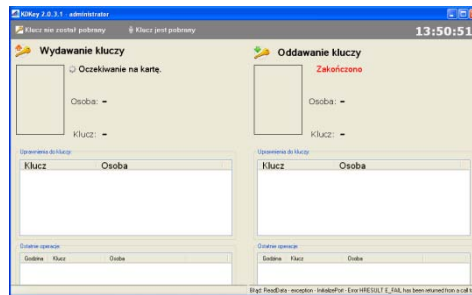 KDKey 2.0.3.1 - administrator
Klucz nie został pobrany
Klucz jest pobrany
13:50:51
Wydawanie kluczy
Oczekiwanie na kartę.
Osoba: -
Klucz: -
Uprawnienia do kluczy:
Klucz Osoba
Ostatnie operacje
Godzina Klucz Osoba
Oddawanie kluczy
Zakończono
Osoba: -
Klucz: -
Uprawnienia do kluczy:
Klucz Osoba
Ostatnie operacje
Godzina Klucz Osoba
Błąd: ReadData - exception - InitializePort - Error HRESULT E_FAIL has been returned from a call t